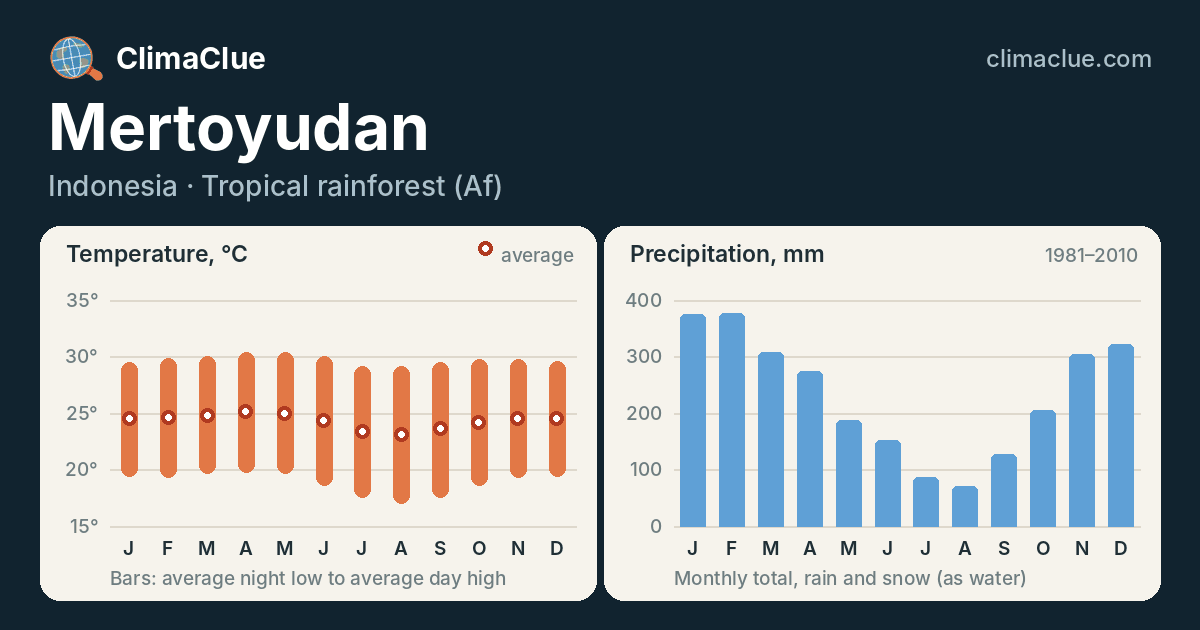 ClimaClue
climaclue.com
Mertoyudan
Indonesia · Tropical rainforest (Af)
Temperature, °C
average
35°
30°
25°
20°
15°
J F M A M J J A S O N D
Bars: average night low to average day high
Precipitation, mm
1981–2010
400
300
200
100
0
J F M A M J J A S O N D
Monthly total, rain and snow (as water)